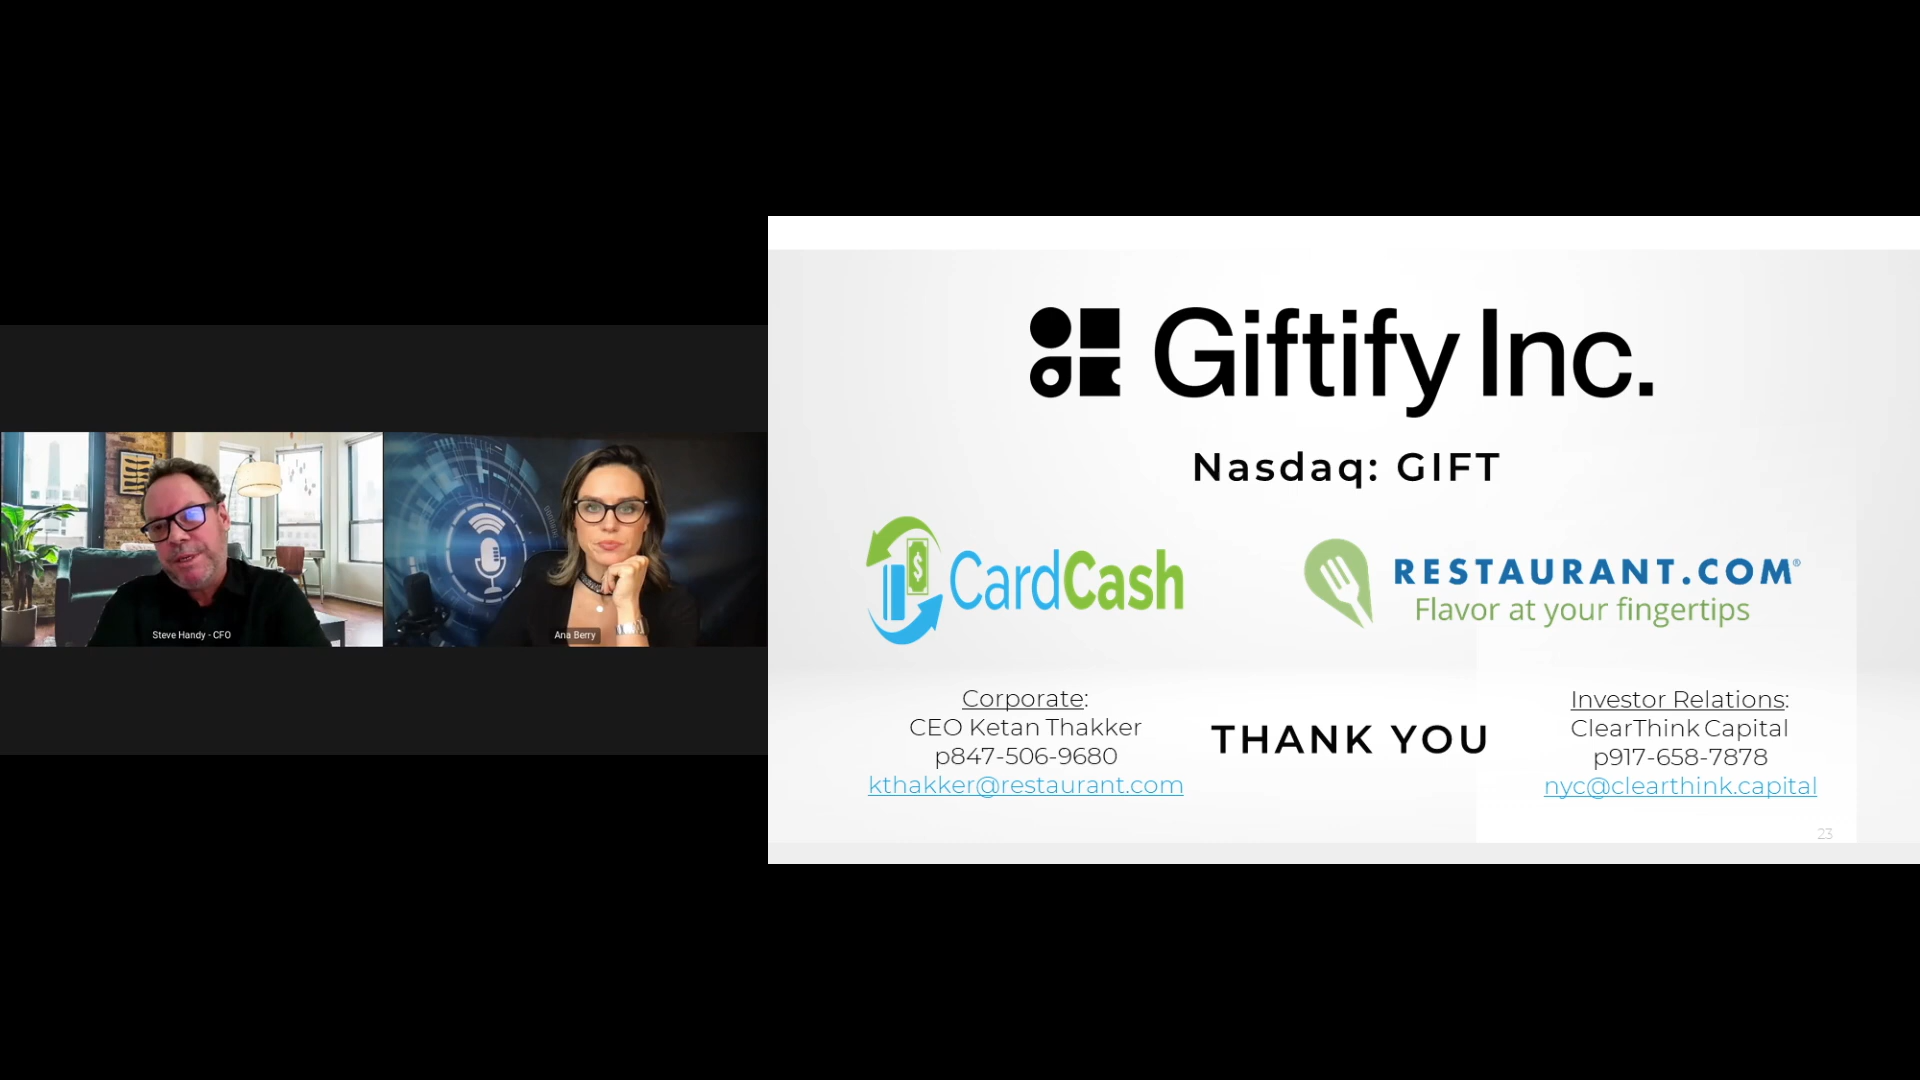 Steve Handy - CFO
Ana Berry
Giftify Inc.
Nasdaq: GIFT
CardCash
RESTAURANT.COM®
Flavor at your fingertips
Corporate:
CEO Ketan Thakker
p847-506-9680
kthakker@restaurant.com
THANK YOU
Investor Relations:
ClearThink Capital
p917-658-7878
nyc@clearthink.capital
23